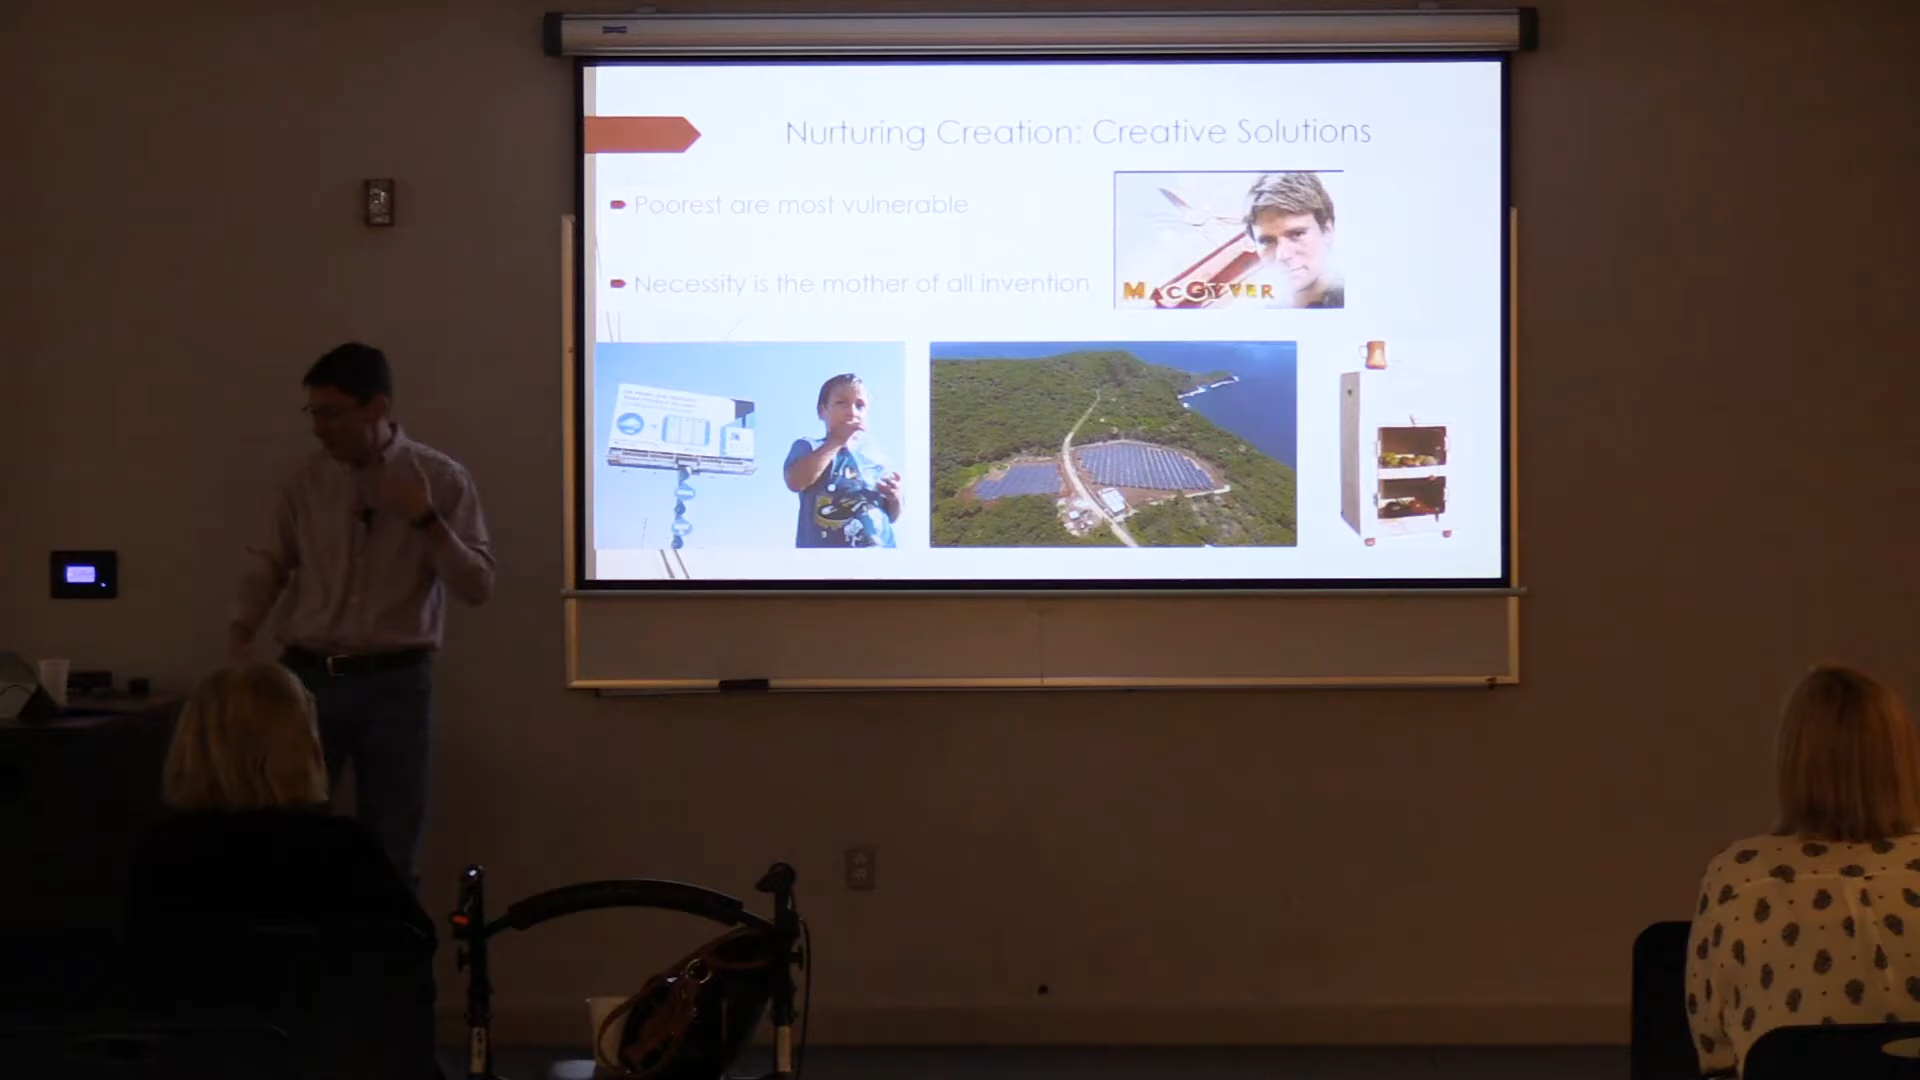 Nurturing Creation: Creative Solutions
Poorest are most vulnerable
Necessity is the mother of all invention
MACGYVER